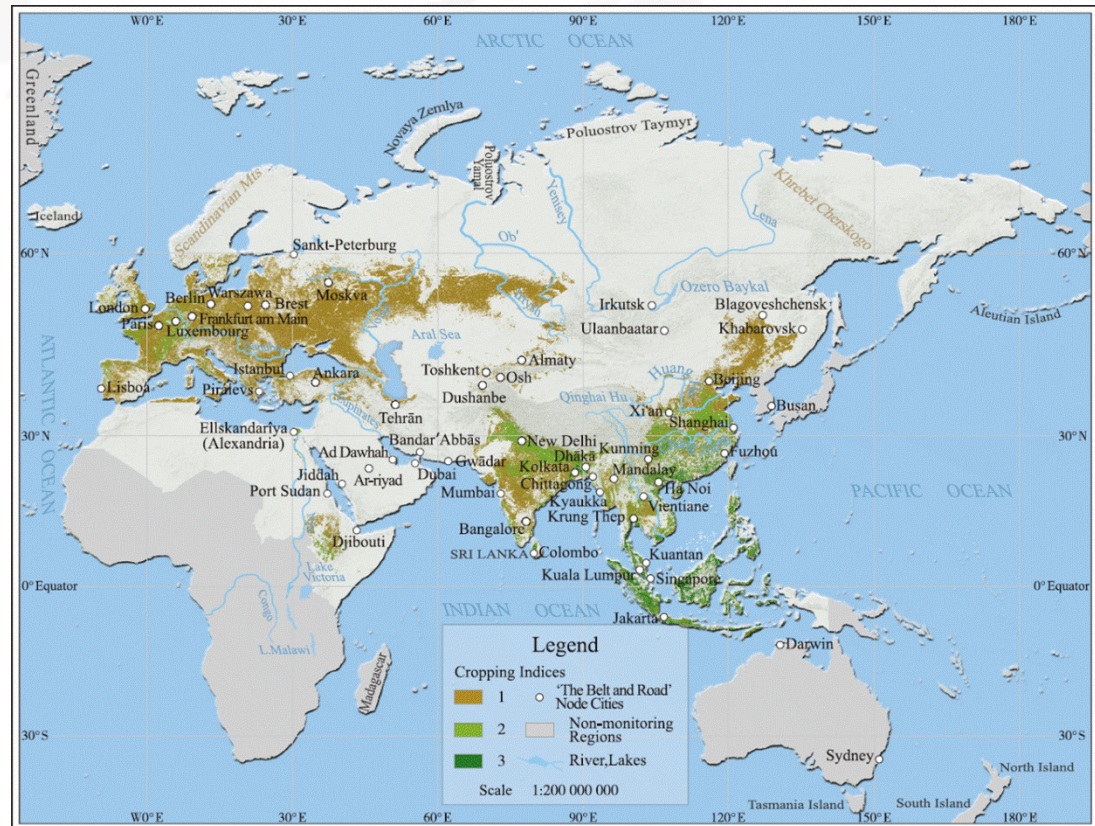 W0°E
30°E
60°E
90°E
120°E
150°E
180°E
ARCTIC OCEAN
Greenland
Novaya Zemlya
Poluostrov Taymyr
Poluostrov
Yamal
Iceland
Scandinavian Mts
Yenisey
Khrebet Cherskogo
Lena
Ob'
60°N
60°N
Sankt-Peterburg
Moskva
Ozero Baykal
Irkutsk
Blagoveshchensk
Berlin
Warszawa
London
Brest
Paris
Frankfurt am Main
Luxembourg
Ulaanbaatar
Khabarovsk
Aleutian Island
Aral Sea
Istanbul
Ankara
Almaty
Toshkent
Osh
Dushanbe
Huang
Boijing
ATLANTIC OCEAN
Lisboa
Piraievs
Tehrān
Euphrates
Qinghai Hu
Xi'an
Busan
Shanghai
30°N
30°N
Ellskandariya
(Alexandria)
Bandar'Abbās
New Delhi
Kunming
Ad Dawhah
Dhākā
Fuzhou
Jiddah
Gwādar
Kolkata
Mandalay
Ar-riyad
Dubai
Chittagong
Ha Noi
Port Sudan
Mumbai
Kyaukka
Vientiane
PACIFIC OCEAN
Krung Thep
Bangalore
Djibouti
SRI LANKA
Colombo
Kuantan
Lake
Victoria
Kuala Lumpur
Singapore
0° Equator
0° Equator
Congo
INDIAN OCEAN
Jakarta
L.Malawi
Madagascar
Darwin
Legend
Cropping Indices
1
'The Belt and Road'
Node Cities
2
Non-monitoring
Regions
3
River,Lakes
Scale 1:200 000 000
30°S
30°S
Sydney
North Island
South Island
Tasmania Island
W0°E
30°E
60°E
90°E
120°E
150°E
180°E